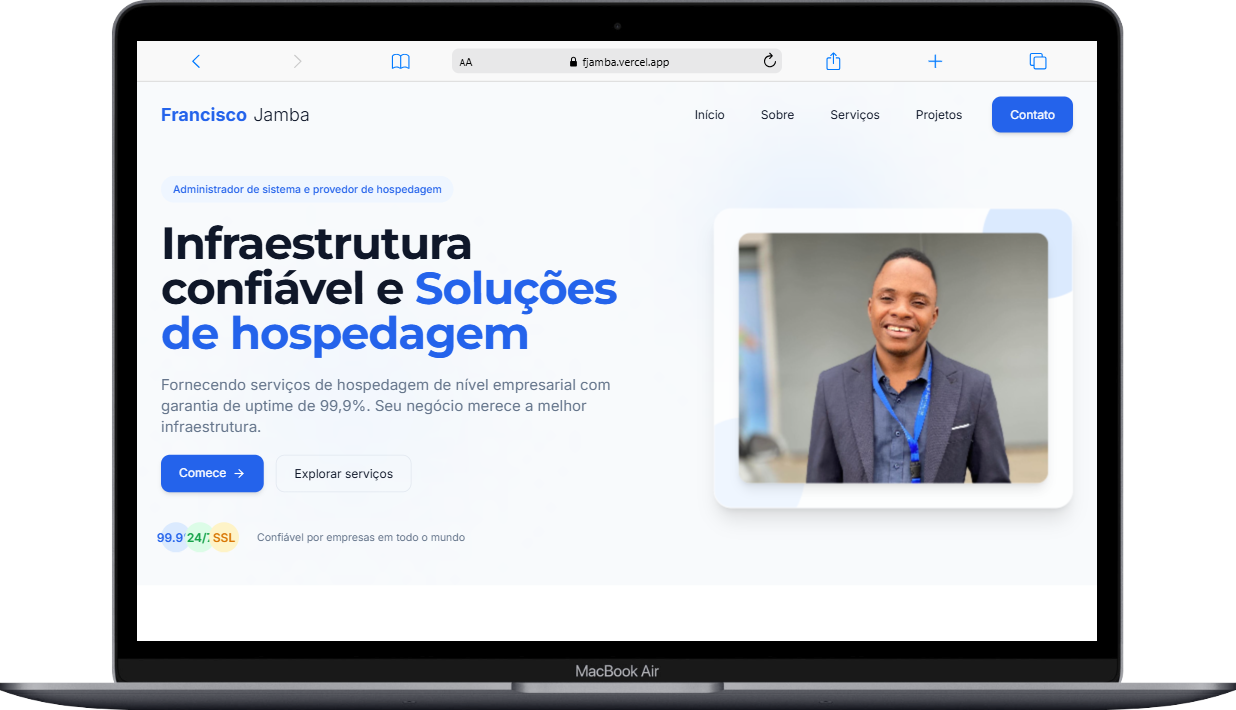 AA
fjamba.vercel.app
Francisco Jamba
Início
Sobre
Serviços
Projetos
Contato
Administrador de sistema e provedor de hospedagem
Infraestrutura
confiável e Soluções
de hospedagem
Fornecendo serviços de hospedagem de nível empresarial com
garantia de uptime de 99,9%. Seu negócio merece a melhor
infraestrutura.
Comece →
Explorar serviços
99.9
24/
SSL
Confiável por empresas em todo o mundo
MacBook Air